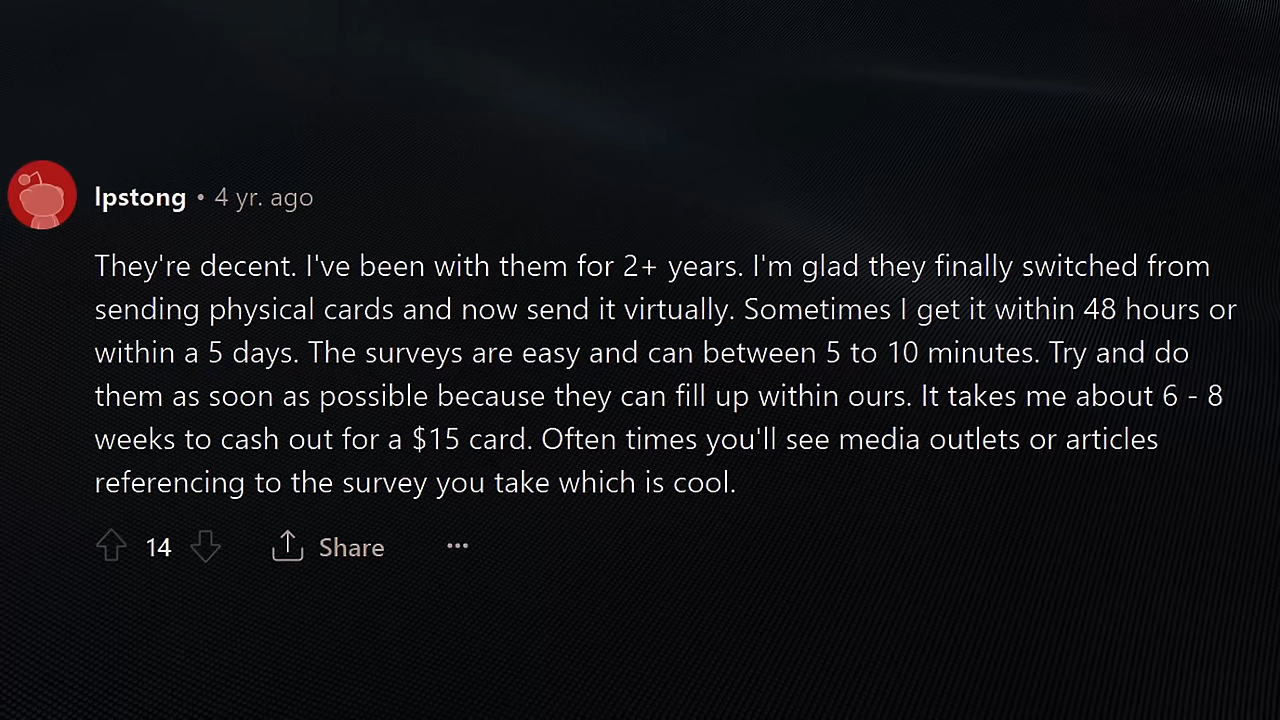 lpstong • 4 yr. ago
They're decent. I've been with them for 2+ years. I'm glad they finally switched from
sending physical cards and now send it virtually. Sometimes I get it within 48 hours or
within a 5 days. The surveys are easy and can between 5 to 10 minutes. Try and do
them as soon as possible because they can fill up within ours. It takes me about 6 - 8
weeks to cash out for a $15 card. Often times you'll see media outlets or articles
referencing to the survey you take which is cool.
14 Share ...